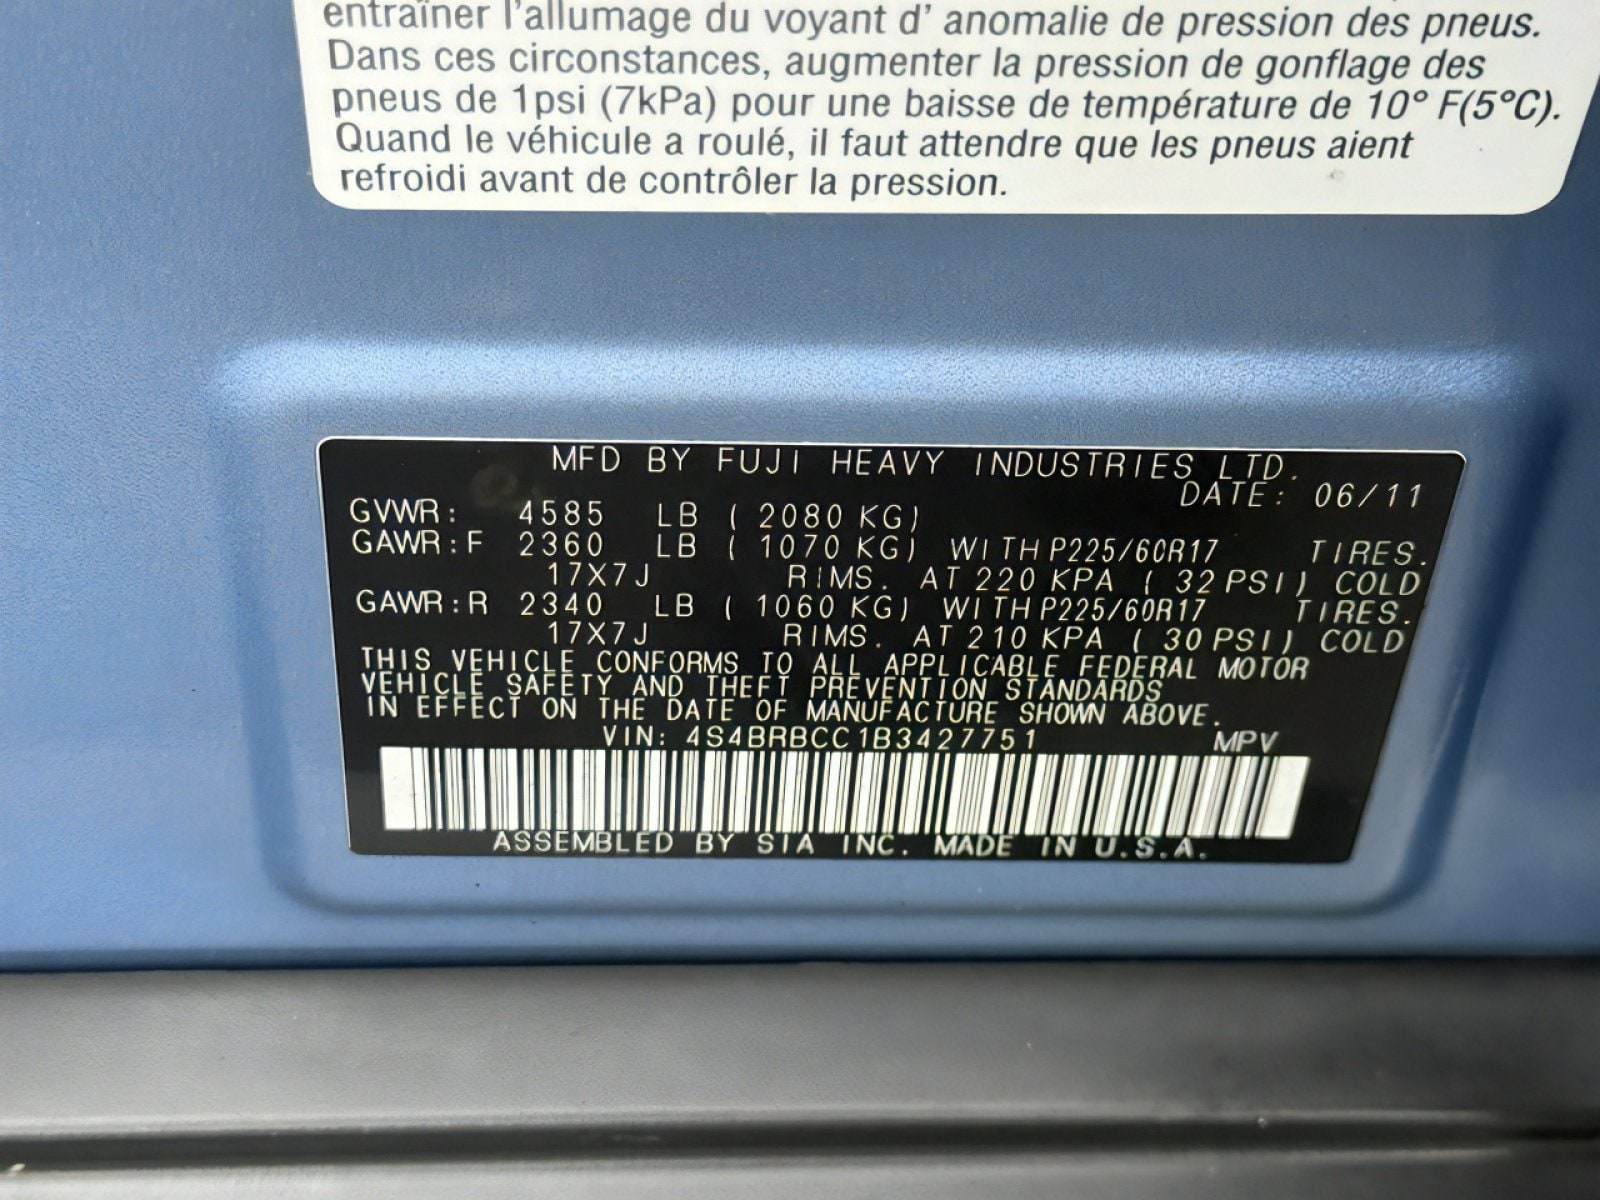 entraîner l'allumage du voyant d' anomalie de pression des pneus.
Dans ces circonstances, augmenter la pression de gonflage des
pneus de 1psi (7kPa) pour une baisse de température de 10° F(5°C).
Quand le véhicule a roulé, il faut attendre que les pneus aient
refroidi avant de contrôler la pression.
MFD BY FUJI HEAVY INDUSTRIES LTD.
DATE: 06/11
GVWR: 4585 LB (2080 KG)
GAWR:F 2360 LB (1070 KG) WITH P225/60R17 TIRES.
17X7J RIMS. AT 220 KPA (32 PSI) COLD
GAWR:R 2340 LB (1060 KG) WITH P225/60R17 TIRES.
17X7J RIMS. AT 210 KPA (30 PSI) COLD
THIS VEHICLE CONFORMS TO ALL APPLICABLE FEDERAL MOTOR
VEHICLE SAFETY AND THEFT PREVENTION STANDARDS
IN EFFECT ON THE DATE OF MANUFACTURE SHOWN ABOVE.
VIN: 4S4BRBCC1B3427751 MPV
ASSEMBLED BY SIA INC. MADE IN U.S.A.